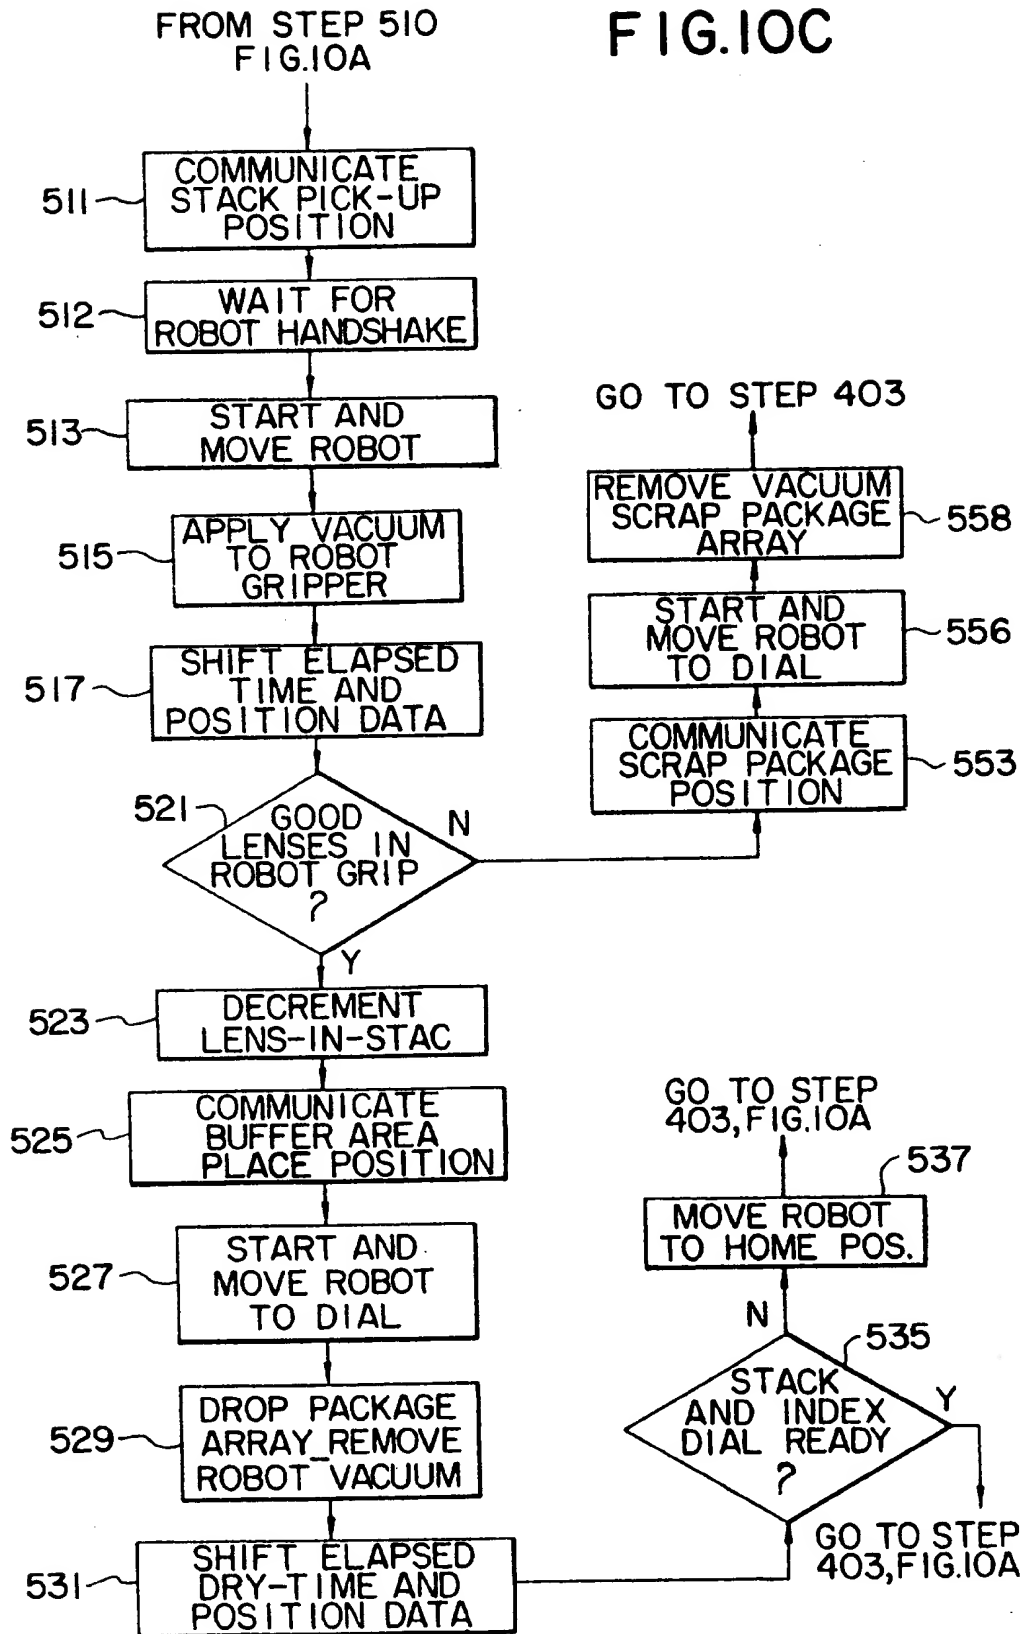 FROM STEP 510
FIG.10A
FIG.10C
COMMUNICATE
STACK PICK-UP
POSITION
511
WAIT FOR
ROBOT HANDSHAKE
512
START AND
MOVE ROBOT
513
APPLY VACUUM
TO ROBOT
GRIPPER
515
SHIFT ELAPSED
TIME AND
POSITION DATA
517
521
GOOD
LENSES IN
ROBOT GRIP
?
N
Y
GO TO STEP 403
REMOVE VACUUM
SCRAP PACKAGE
ARRAY
558
START AND
MOVE ROBOT
TO DIAL
556
COMMUNICATE
SCRAP PACKAGE
POSITION
553
DECREMENT
LENS-IN-STAC
523
COMMUNICATE
BUFFER AREA
PLACE POSITION
525
START AND
MOVE ROBOT
TO DIAL
527
DROP PACKAGE
ARRAY_REMOVE
ROBOT VACUUM
529
SHIFT ELAPSED
DRY-TIME AND
POSITION DATA
531
GO TO STEP
403,FIG.10A
537
MOVE ROBOT
TO HOME POS.
N
535
STACK
AND INDEX
DIAL READY
?
Y
GO TO STEP
403,FIG.10A